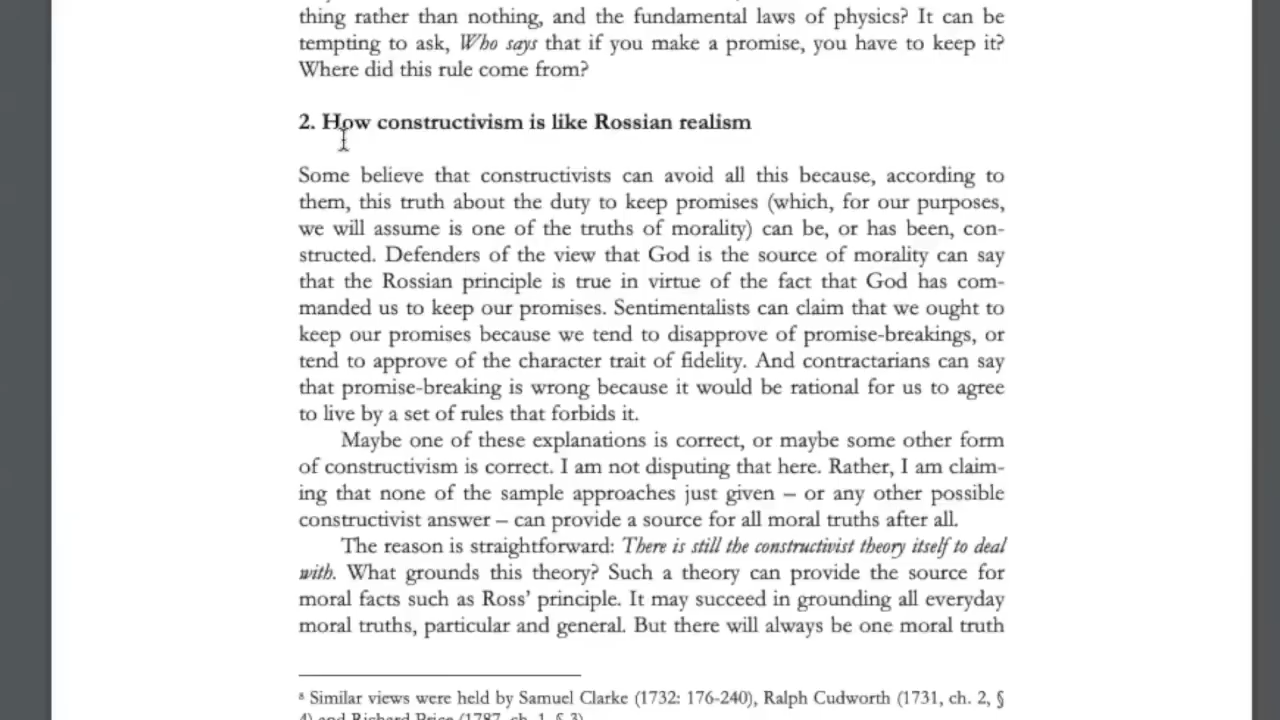 thing rather than nothing, and the fundamental laws of physics? It can be
tempting to ask, Who says that if you make a promise, you have to keep it?
Where did this rule come from?
2. How constructivism is like Rossian realism
Some believe that constructivists can avoid all this because, according to
them, this truth about the duty to keep promises (which, for our purposes,
we will assume is one of the truths of morality) can be, or has been, con-
structed. Defenders of the view that God is the source of morality can say
that the Rossian principle is true in virtue of the fact that God has com-
manded us to keep our promises. Sentimentalists can claim that we ought to
keep our promises because we tend to disapprove of promise-breakings, or
tend to approve of the character trait of fidelity. And contractarians can say
that promise-breaking is wrong because it would be rational for us to agree
to live by a set of rules that forbids it.
Maybe one of these explanations is correct, or maybe some other form
of constructivism is correct. I am not disputing that here. Rather, I am claim-
ing that none of the sample approaches just given – or any other possible
constructivist answer – can provide a source for all moral truths after all.
The reason is straightforward: There is still the constructivist theory itself to deal
with. What grounds this theory? Such a theory can provide the source for
moral facts such as Ross' principle. It may succeed in grounding all everyday
moral truths, particular and general. But there will always be one moral truth
8 Similar views were held by Samuel Clarke (1732: 176-240), Ralph Cudworth (1731, ch. 2, §
4) and Richard Price (1787, ch. 1, § 3)